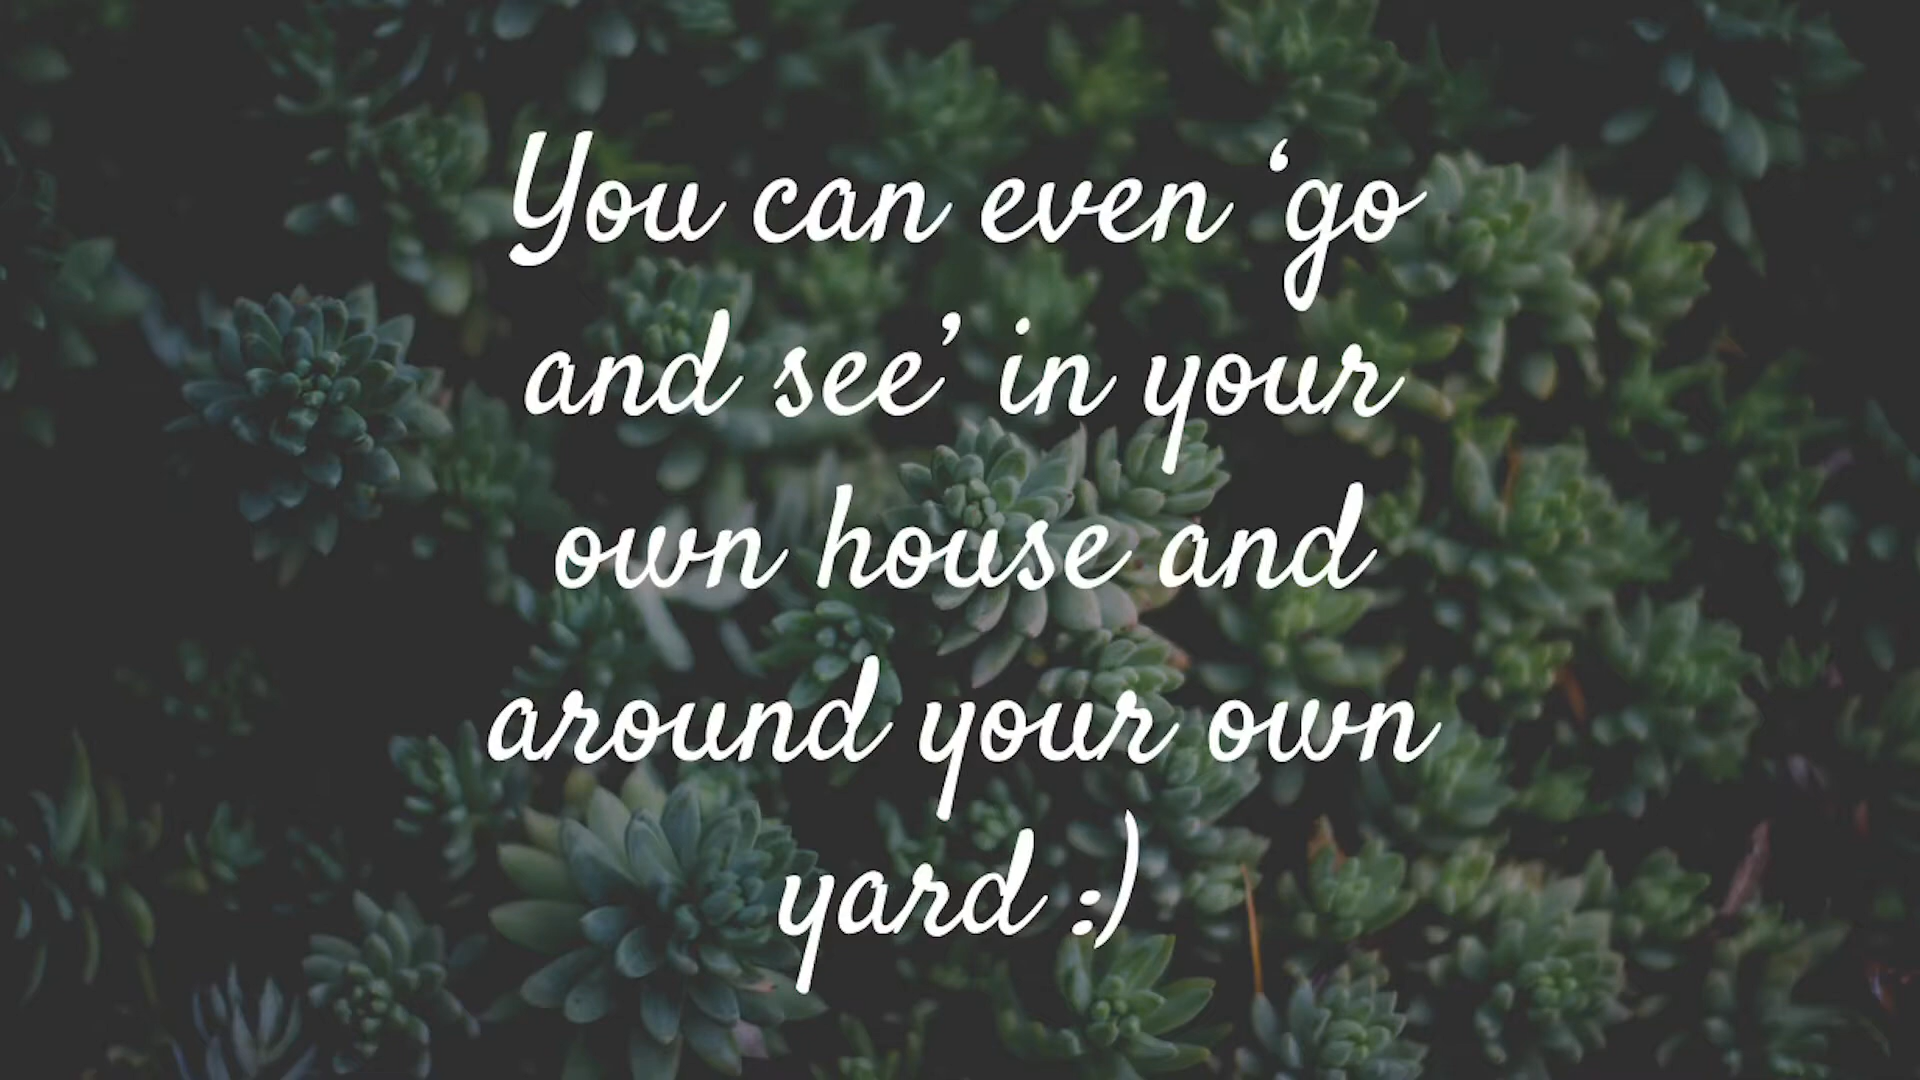 You can even ‘go
and see’ in your
own house and
around your own
yard :)